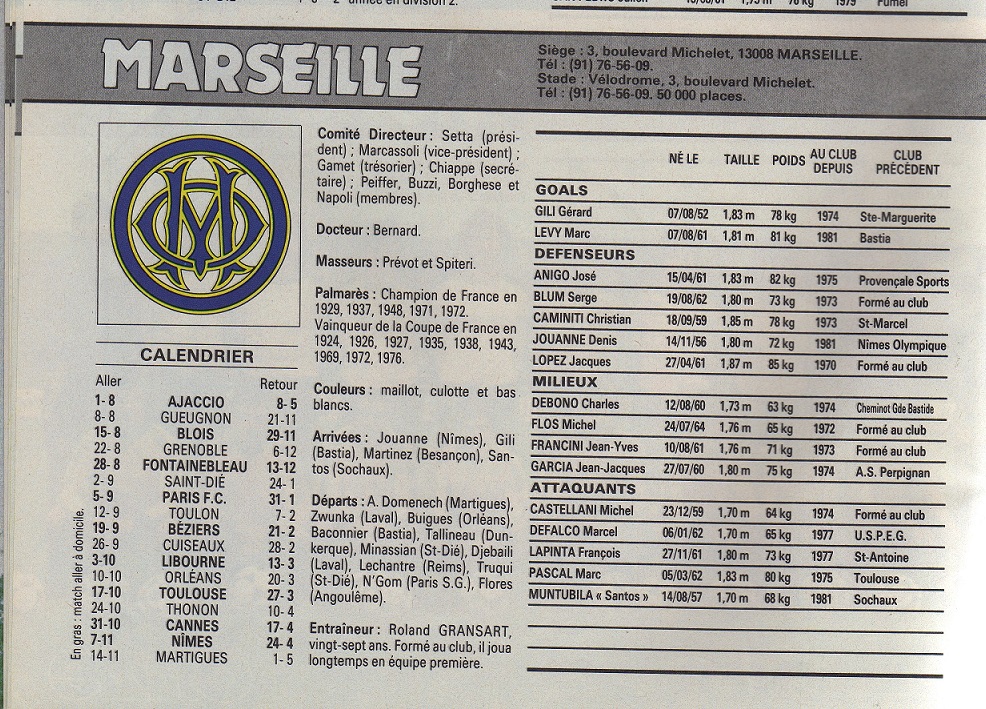 1- 0 2e année en division 2.
1979 Fumel
MARSEILLE
Siège : 3, boulevard Michelet, 13008 MARSEILLE.
Tél : (91) 76-56-09.
Stade : Vélodrome, 3, boulevard Michelet.
Tél : (91) 76-56-09. 50 000 places.
CALENDRIER
Aller Retour
1- 8 AJACCIO 8- 5
8- 8 GUEUGNON 21-11
15- 8 BLOIS 29-11
22- 8 GRENOBLE 6-12
28- 8 FONTAINEBLEAU 13-12
2- 9 SAINT-DIÉ 24- 1
5- 9 PARIS F.C. 31- 1
12- 9 TOULON 7- 2
19- 9 BÉZIERS 21- 2
26- 9 CUISEAUX 28- 2
3-10 LIBOURNE 13- 3
10-10 ORLÉANS 20- 3
17-10 TOULOUSE 27- 3
24-10 THONON 10- 4
31-10 CANNES 17- 4
7-11 NÎMES 24- 4
14-11 MARTIGUES 1- 5
En gras : match aller à domicile.
Comité Directeur : Setta (prési-
dent) ; Marcassoli (vice-président) ;
Gamet (trésorier) ; Chiappe (secré-
taire) ; Peiffer, Buzzi, Borghese et
Napoli (membres).
Docteur : Bernard.
Masseurs : Prévot et Spiteri.
Palmarès : Champion de France en
1929, 1937, 1948, 1971, 1972.
Vainqueur de la Coupe de France en
1924, 1926, 1927, 1935, 1938, 1943,
1969, 1972, 1976.
Couleurs : maillot, culotte et bas
blancs.
Arrivées : Jouanne (Nîmes), Gili
(Bastia), Martinez (Besançon), San-
tos (Sochaux).
Départs : A. Domenech (Martigues),
Zwunka (Laval), Buigues (Orléans),
Baconnier (Bastia), Tallineau (Dun-
kerque), Minassian (St-Dié), Djebaili
(Laval), Lechantre (Reims), Truqui
(St-Dié), N'Gom (Paris S.G.), Flores
(Angoulême).
Entraîneur : Roland GRANSART,
vingt-sept ans. Formé au club, il joua
longtemps en équipe première.
NÉ LE TAILLE POIDS AU CLUB DEPUIS CLUB PRÉCÉDENT
GOALS
GILI Gérard 07/08/52 1,83 m 78 kg 1974 Ste-Marguerite
LEVY Marc 07/08/61 1,81 m 81 kg 1981 Bastia
DEFENSEURS
ANIGO José 15/04/61 1,83 m 82 kg 1975 Provençale Sports
BLUM Serge 19/08/62 1,80 m 73 kg 1973 Formé au club
CAMINITI Christian 18/09/59 1,85 m 78 kg 1973 St-Marcel
JOUANNE Denis 14/11/56 1,80 m 72 kg 1981 Nîmes Olympique
LOPEZ Jacques 27/04/61 1,87 m 85 kg 1970 Formé au club
MILIEUX
DEBONO Charles 12/08/60 1,73 m 63 kg 1974 Cheminot Gde Bastide
FLOS Michel 24/07/64 1,76 m 65 kg 1972 Formé au club
FRANCINI Jean-Yves 10/08/61 1,76 m 71 kg 1973 Formé au club
GARCIA Jean-Jacques 27/07/60 1,80 m 75 kg 1974 A.S. Perpignan
ATTAQUANTS
CASTELLANI Michel 23/12/59 1,70 m 64 kg 1974 Formé au club
DEFALCO Marcel 06/01/62 1,70 m 65 kg 1977 U.S.P.E.G.
LAPINTA François 27/11/61 1,80 m 73 kg 1977 St-Antoine
PASCAL Marc 05/03/62 1,83 m 80 kg 1975 Toulouse
MUNTUBILA « Santos » 14/08/57 1,70 m 68 kg 1981 Sochaux